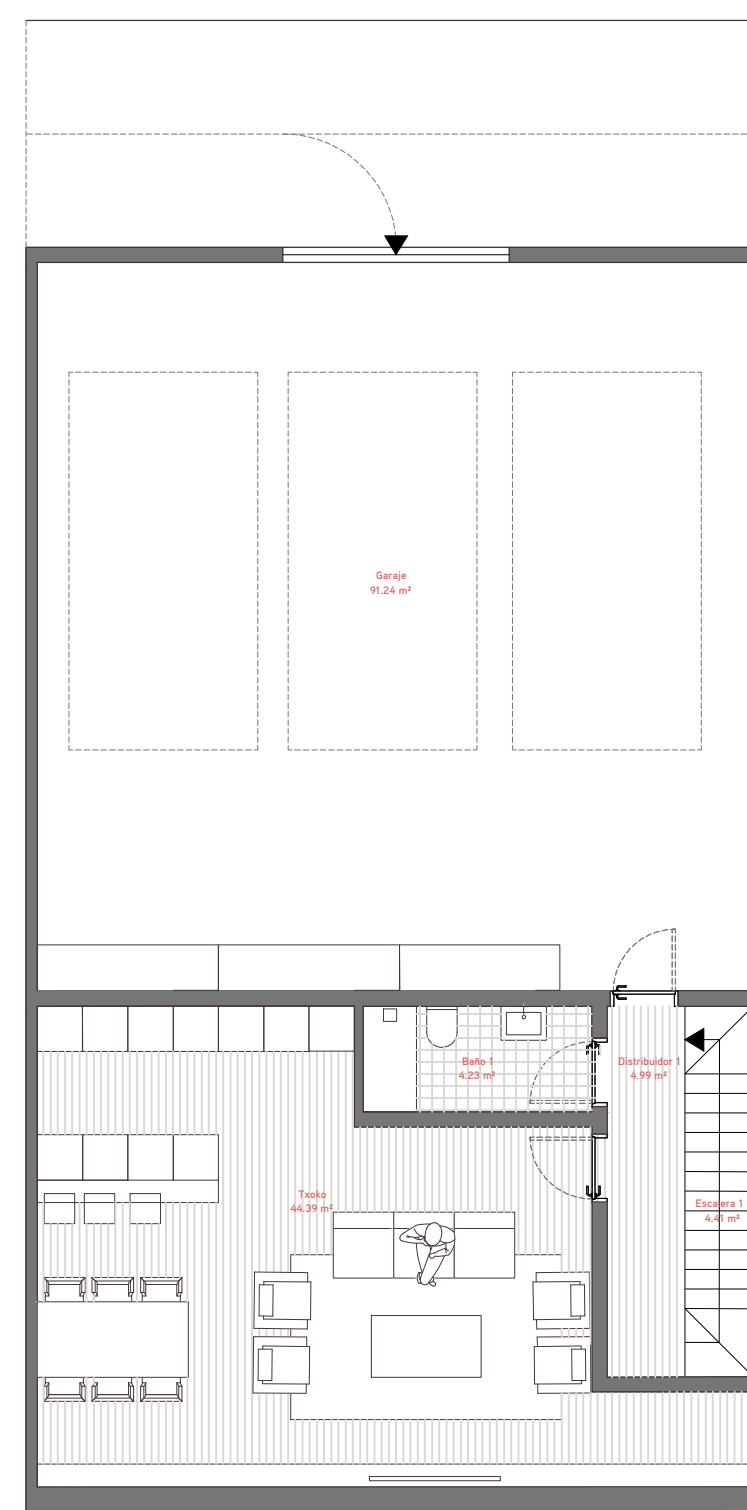 Garaje
91.24 m²
Baño 1
4.23 m²
Distribuidor 1
4.99 m²
Txoko
44.39 m²
Escalera 1
4.41 m²